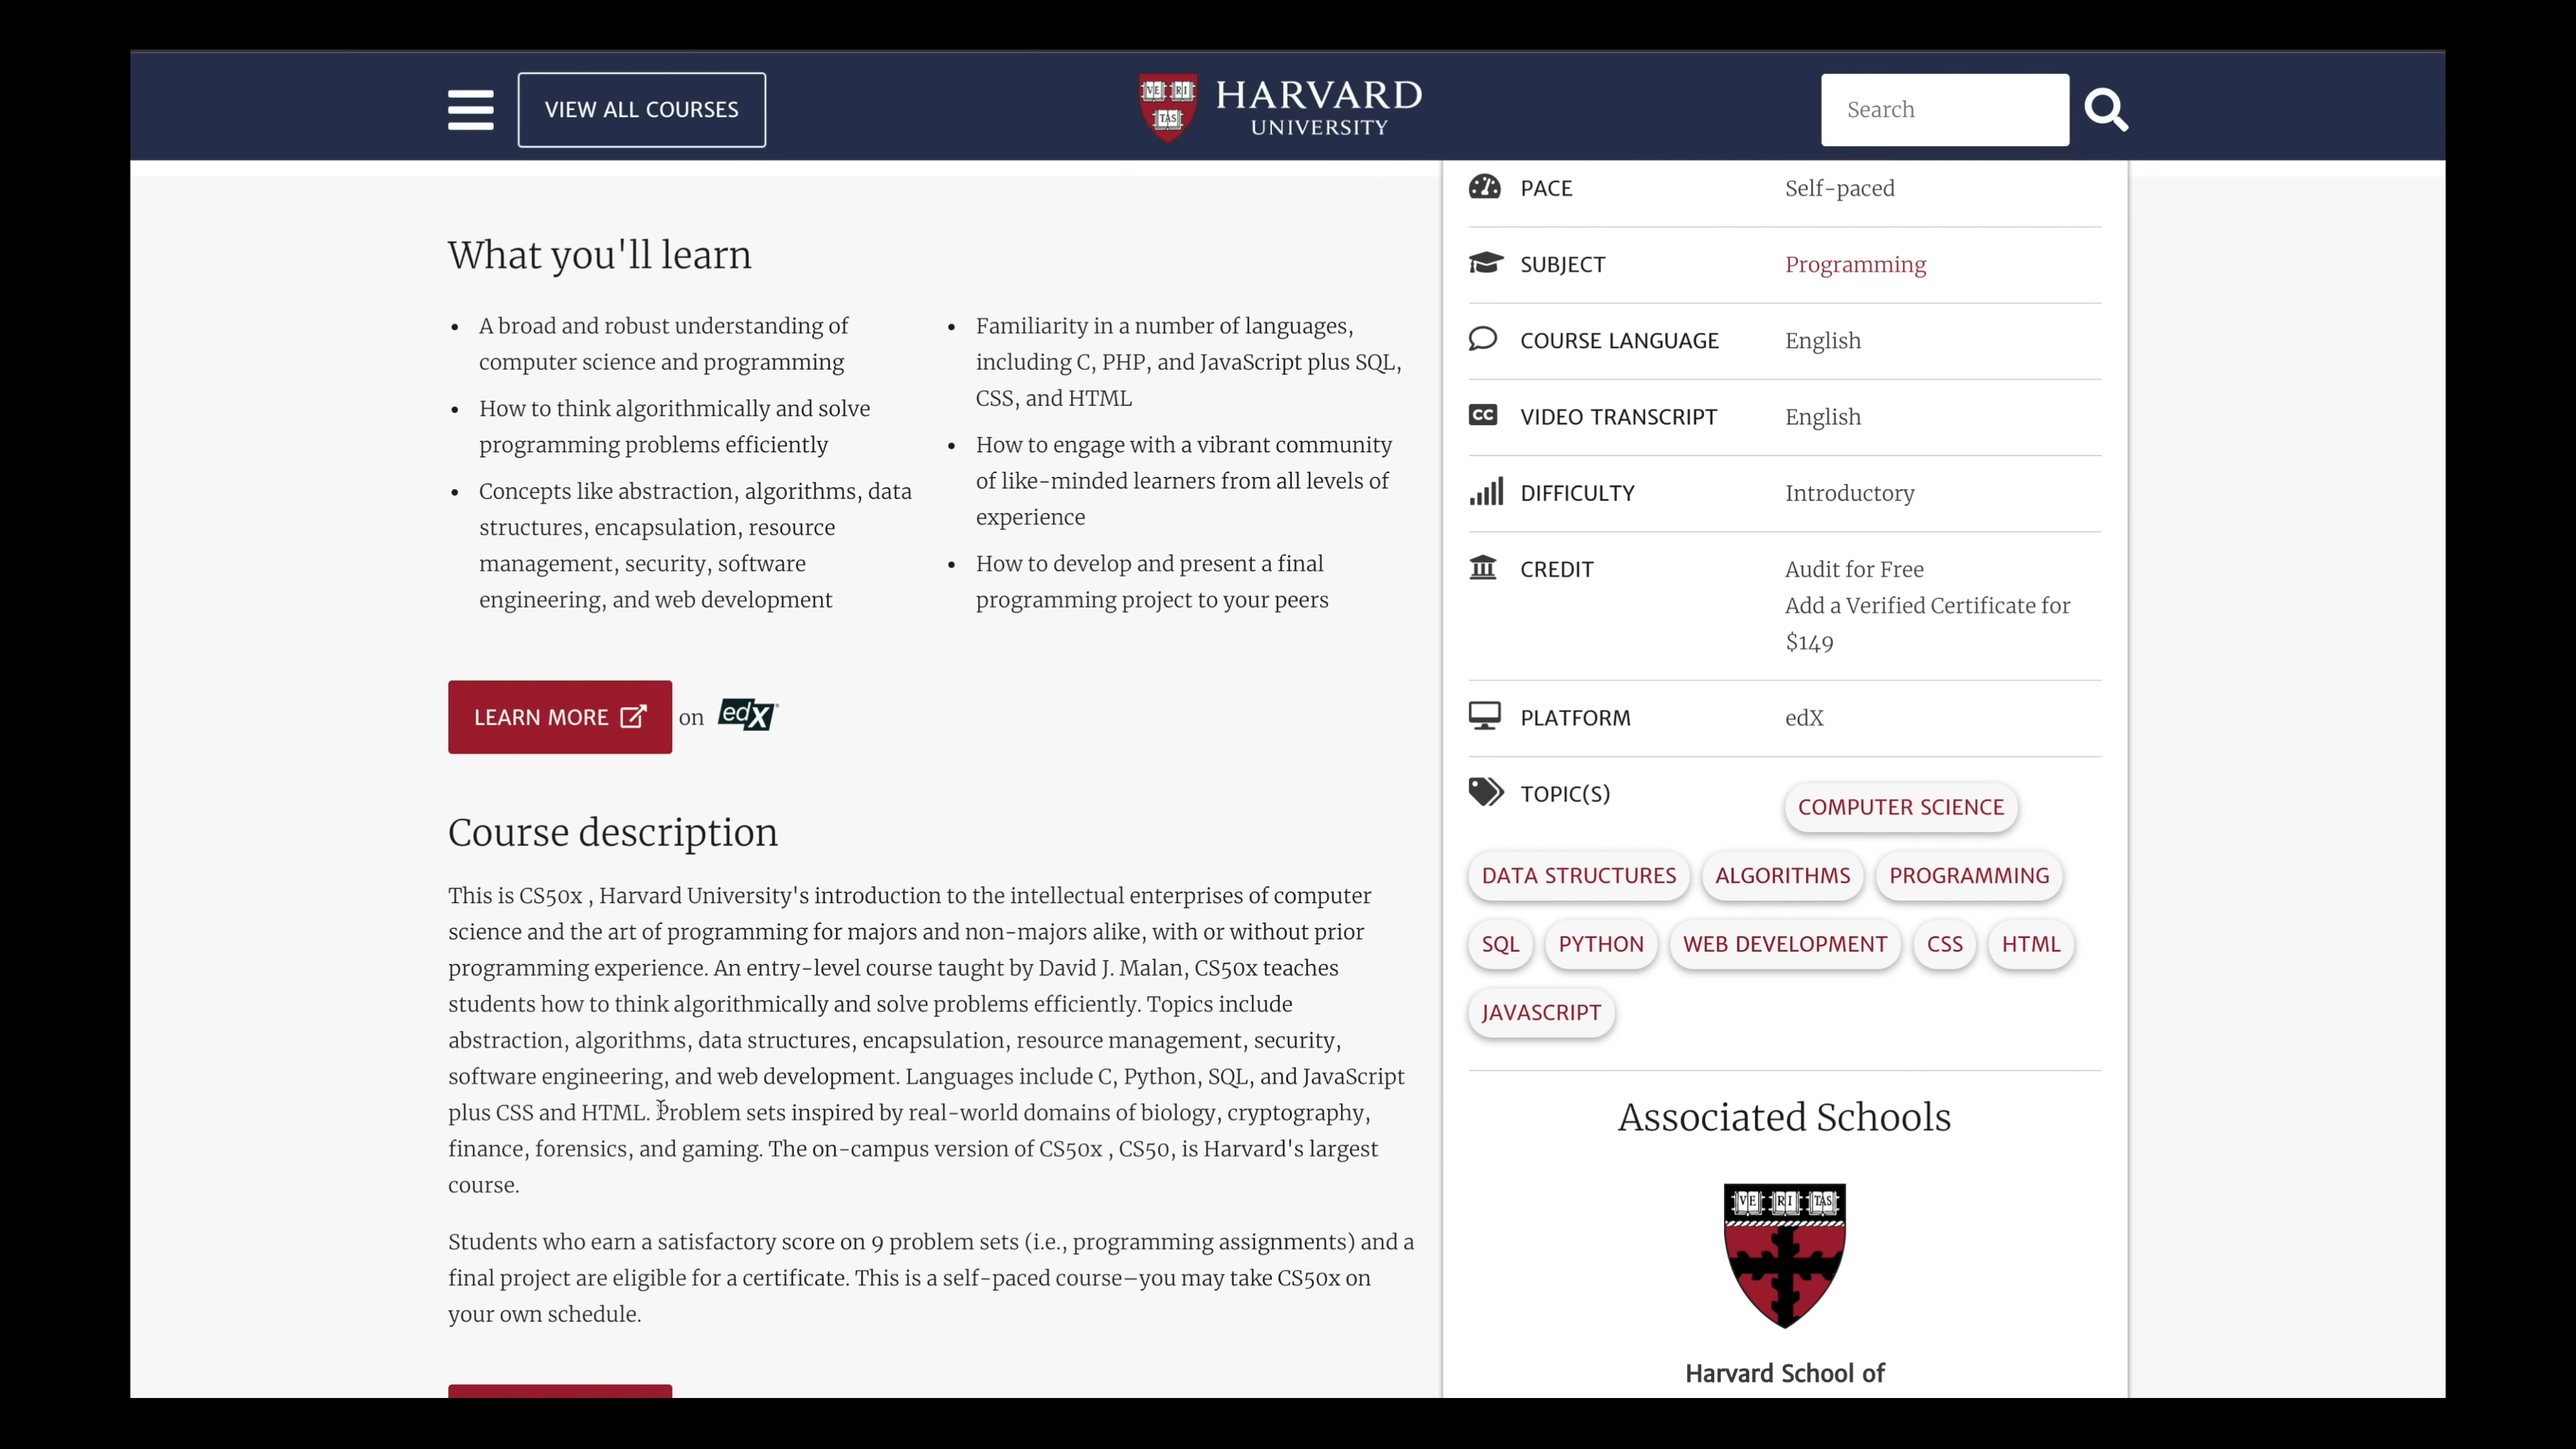 VIEW ALL COURSES
VE RI TAS
HARVARD
UNIVERSITY
Search
What you'll learn
• A broad and robust understanding of
computer science and programming
• How to think algorithmically and solve
programming problems efficiently
• Concepts like abstraction, algorithms, data
structures, encapsulation, resource
management, security, software
engineering, and web development
• Familiarity in a number of languages,
including C, PHP, and JavaScript plus SQL,
CSS, and HTML
• How to engage with a vibrant community
of like-minded learners from all levels of
experience
• How to develop and present a final
programming project to your peers
LEARN MORE on edX
Course description
This is CS50x , Harvard University's introduction to the intellectual enterprises of computer
science and the art of programming for majors and non-majors alike, with or without prior
programming experience. An entry-level course taught by David J. Malan, CS50x teaches
students how to think algorithmically and solve problems efficiently. Topics include
abstraction, algorithms, data structures, encapsulation, resource management, security,
software engineering, and web development. Languages include C, Python, SQL, and JavaScript
plus CSS and HTML. Problem sets inspired by real-world domains of biology, cryptography,
finance, forensics, and gaming. The on-campus version of CS50x , CS50, is Harvard's largest
course.
Students who earn a satisfactory score on 9 problem sets (i.e., programming assignments) and a
final project are eligible for a certificate. This is a self-paced course–you may take CS50x on
your own schedule.
PACE Self-paced
SUBJECT Programming
COURSE LANGUAGE English
CC VIDEO TRANSCRIPT English
DIFFICULTY Introductory
CREDIT Audit for Free
Add a Verified Certificate for
$149
PLATFORM edX
TOPIC(S) COMPUTER SCIENCE
DATA STRUCTURES ALGORITHMS PROGRAMMING
SQL PYTHON WEB DEVELOPMENT CSS HTML
JAVASCRIPT
Associated Schools
VE RI TAS
Harvard School of